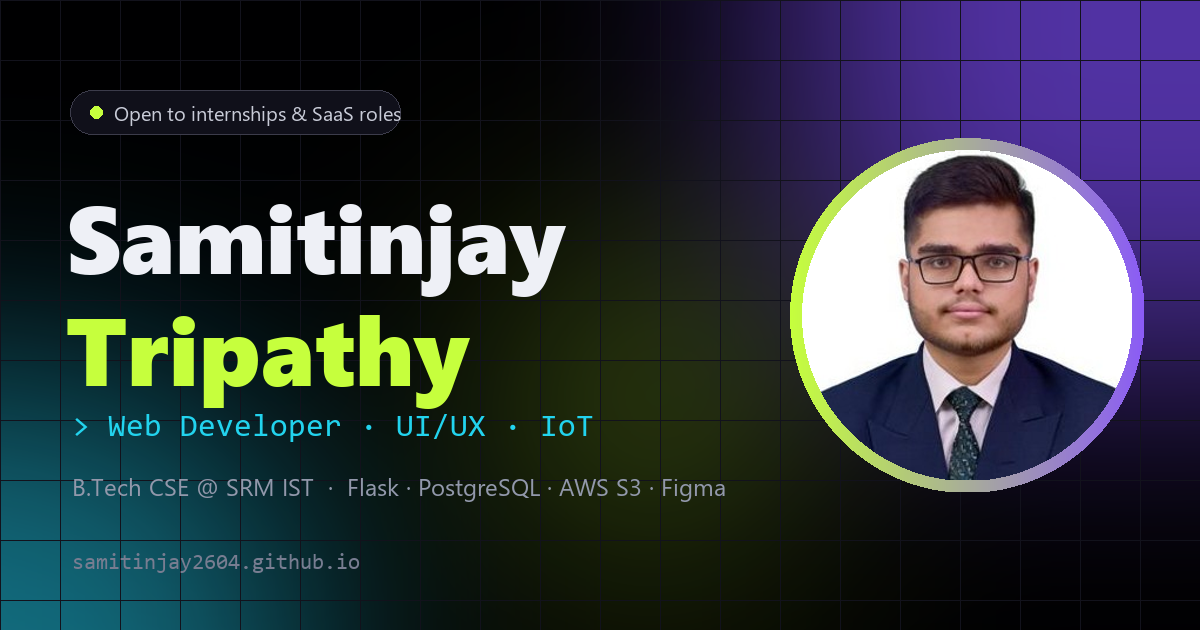 Open to internships & SaaS roles
Samitinjay
Tripathy
> Web Developer · UI/UX · IoT
B.Tech CSE @ SRM IST · Flask · PostgreSQL · AWS S3 · Figma
samitinjay2604.github.io